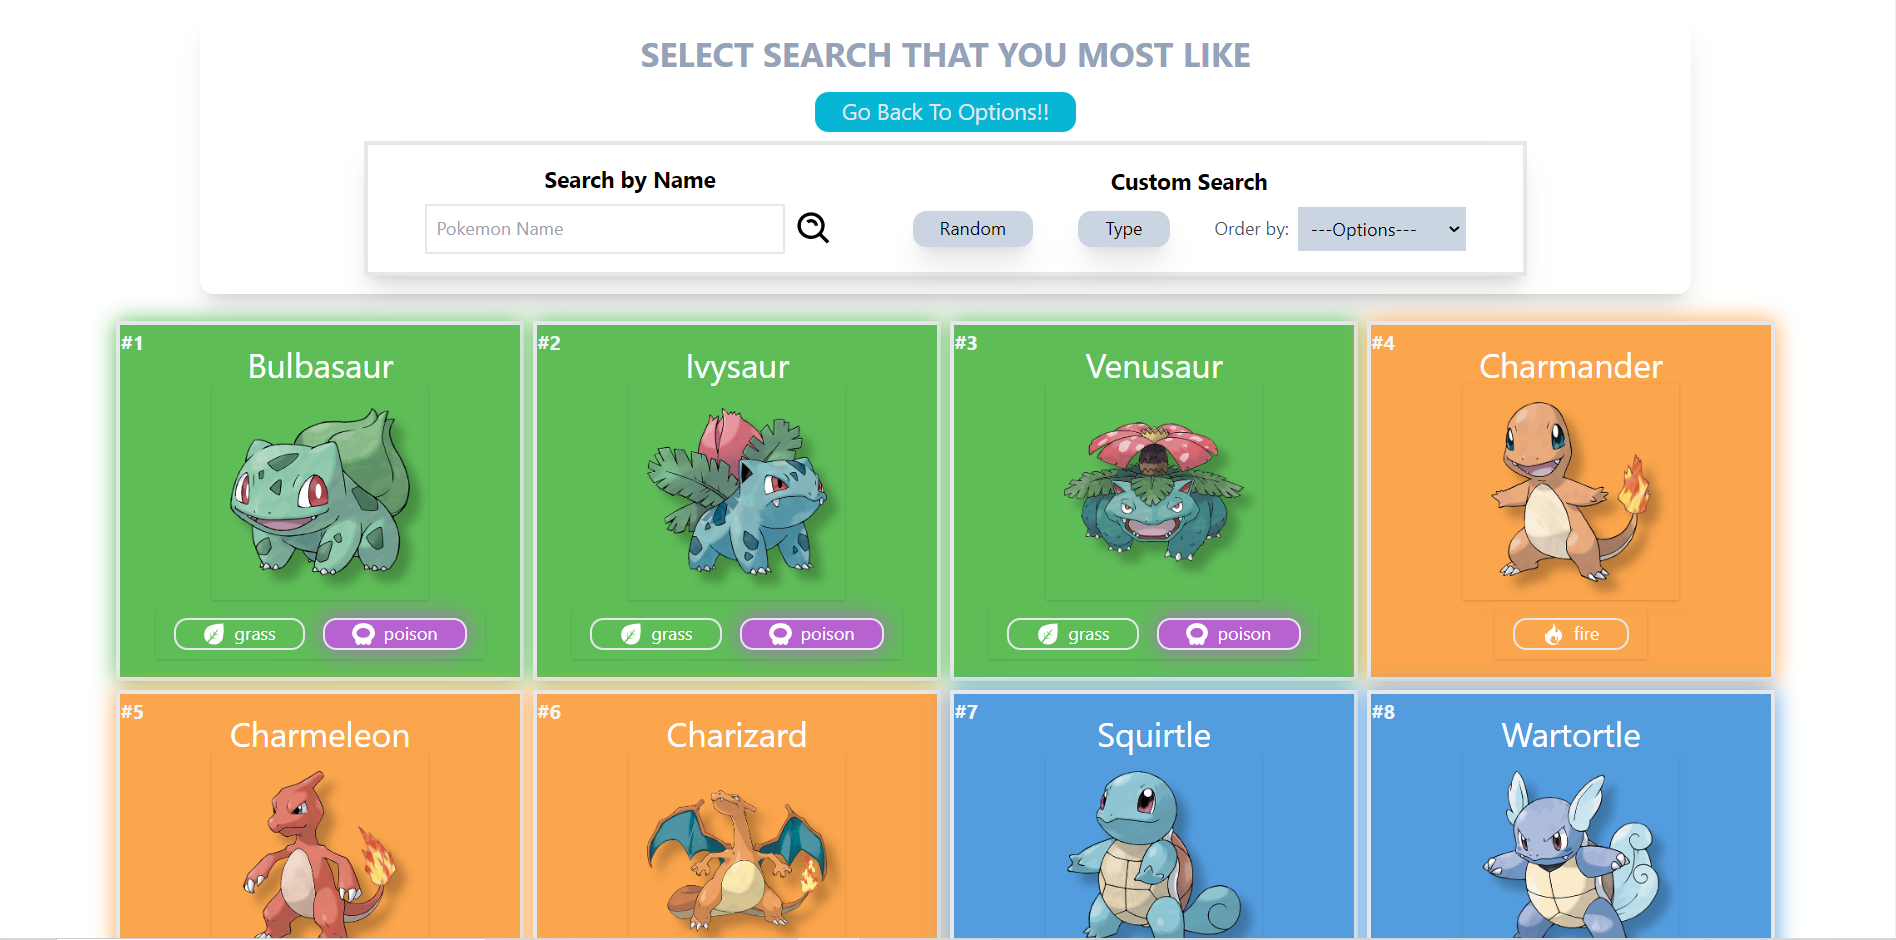 SELECT SEARCH THAT YOU MOST LIKE
Go Back To Options!!
Search by Name
Pokemon Name
Custom Search
Random
Type
Order by:
---Options---
#1
Bulbasaur
grass
poison
#2
Ivysaur
grass
poison
#3
Venusaur
grass
poison
#4
Charmander
fire
#5
Charmeleon
#6
Charizard
#7
Squirtle
#8
Wartortle